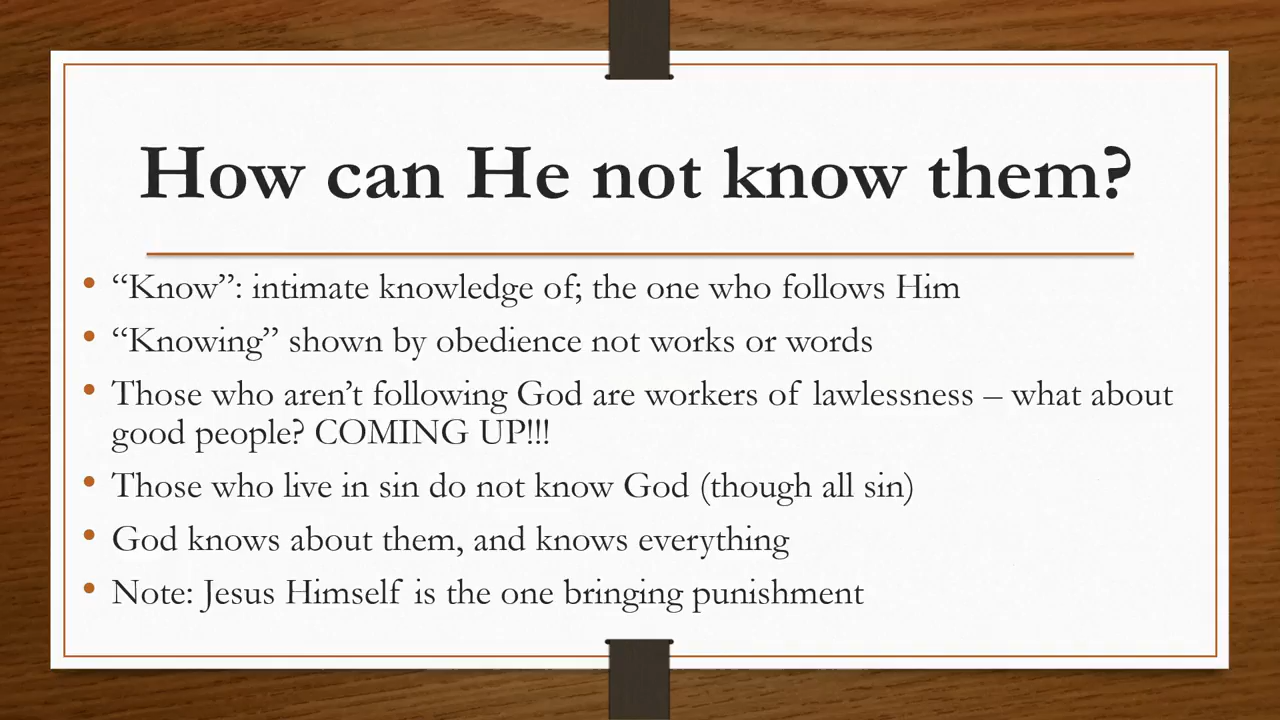 How can He not know them?
• “Know”: intimate knowledge of; the one who follows Him
• “Knowing” shown by obedience not works or words
• Those who aren’t following God are workers of lawlessness – what about
good people? COMING UP!!!
• Those who live in sin do not know God (though all sin)
• God knows about them, and knows everything
• Note: Jesus Himself is the one bringing punishment